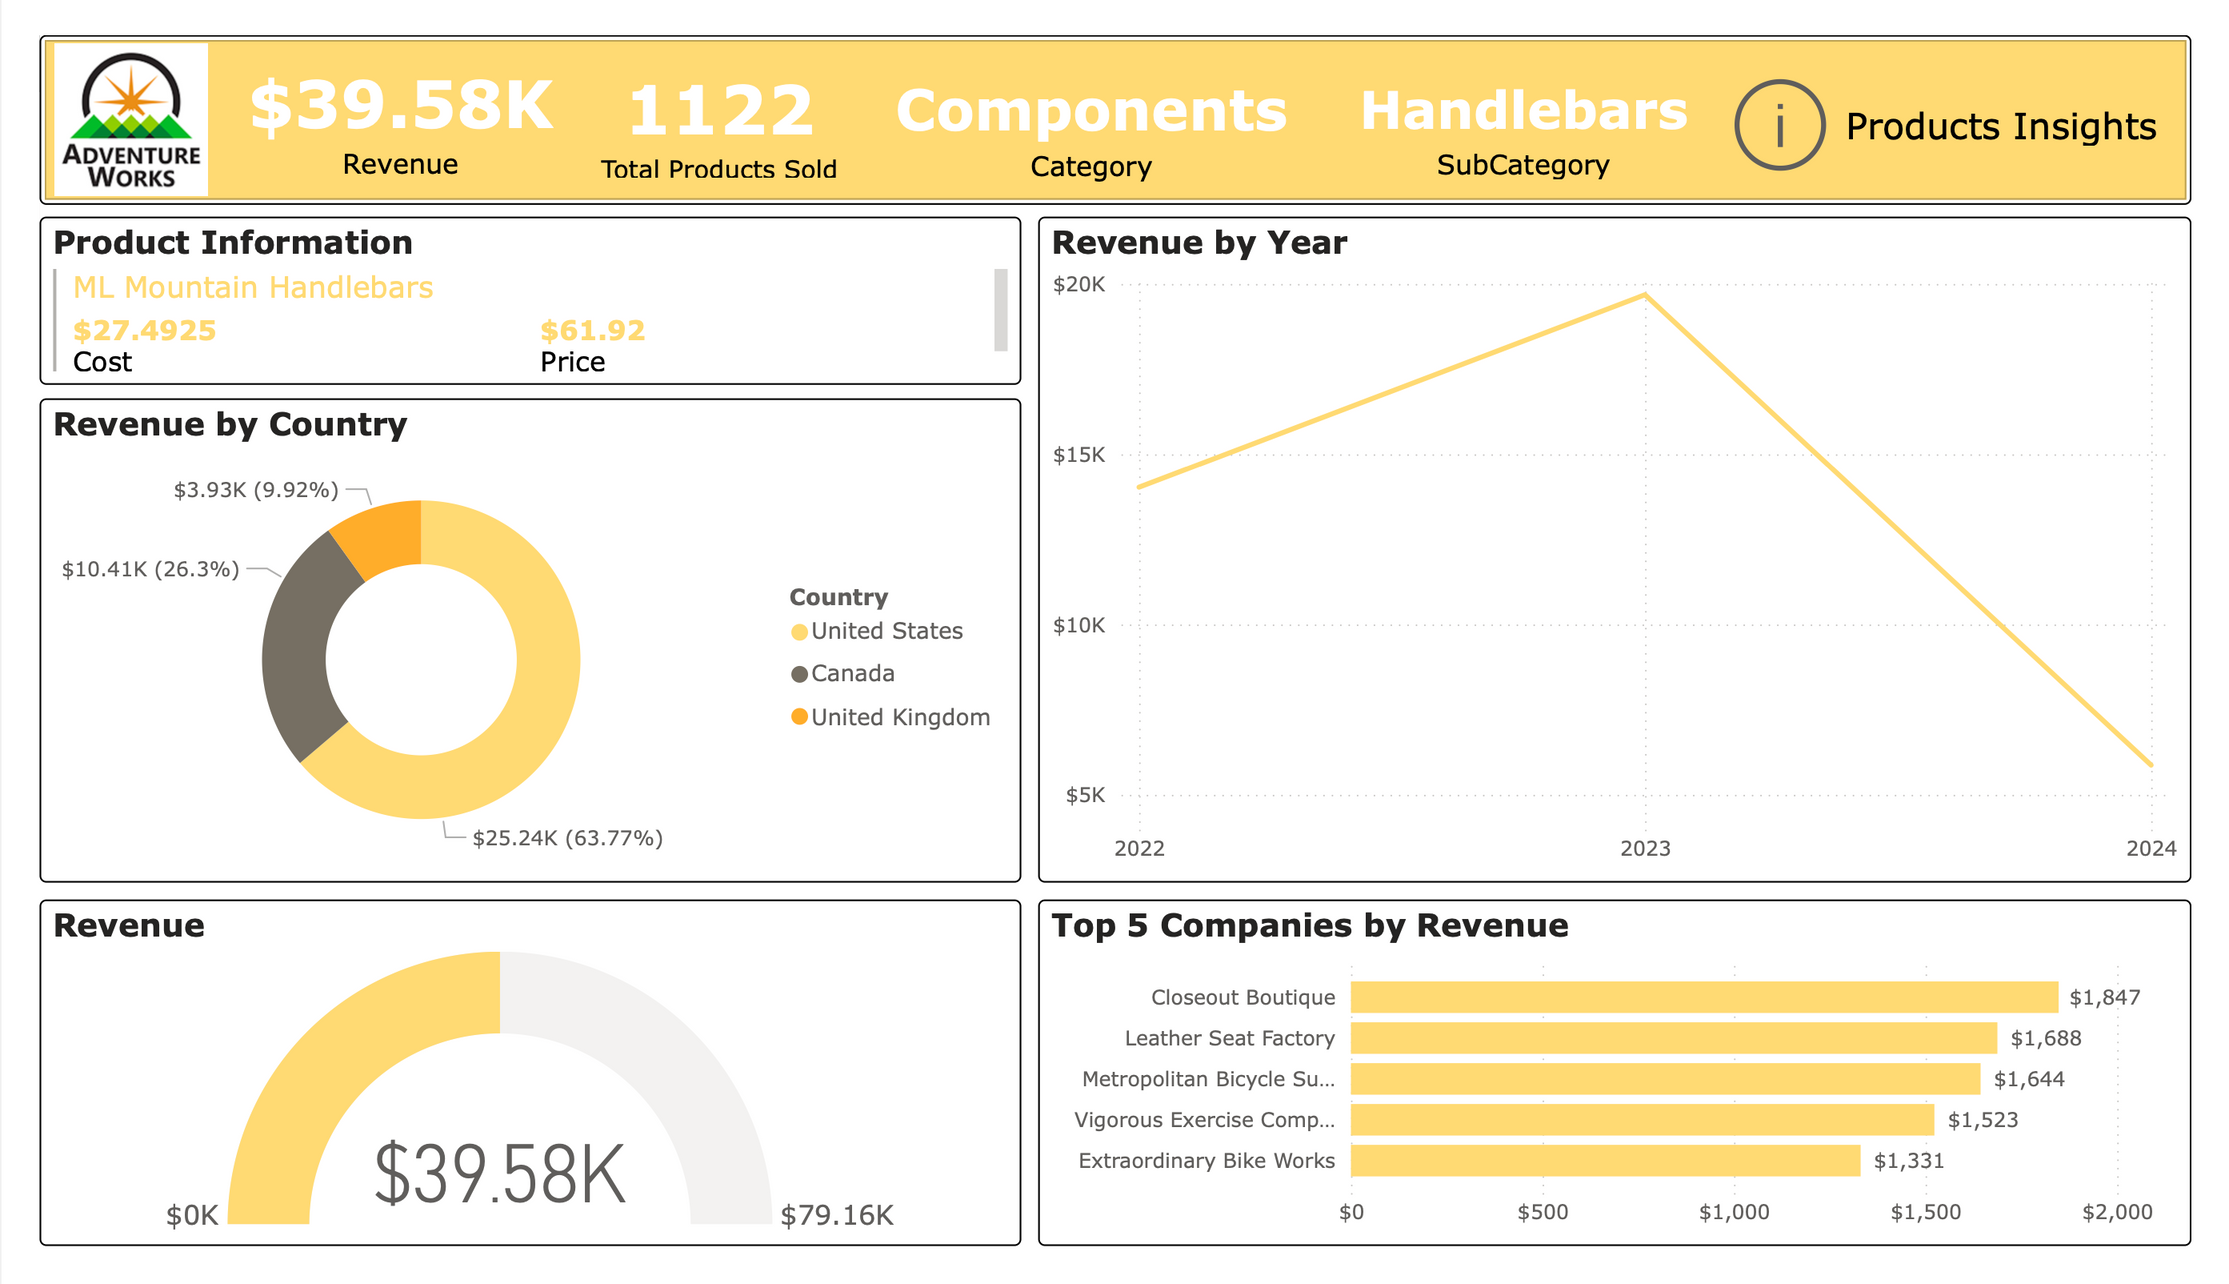 ADVENTURE
WORKS
$39.58K
Revenue
1122
Total Products Sold
Components
Category
Handlebars
SubCategory
i
Products Insights
Product Information
ML Mountain Handlebars
$27.4925
Cost
$61.92
Price
Revenue by Country
$3.93K (9.92%)
$10.41K (26.3%)
$25.24K (63.77%)
Country
United States
Canada
United Kingdom
Revenue by Year
$20K
$15K
$10K
$5K
2022
2023
2024
Revenue
$39.58K
$0K
$79.16K
Top 5 Companies by Revenue
Closeout Boutique
$1,847
Leather Seat Factory
$1,688
Metropolitan Bicycle Su...
$1,644
Vigorous Exercise Comp...
$1,523
Extraordinary Bike Works
$1,331
$0
$500
$1,000
$1,500
$2,000